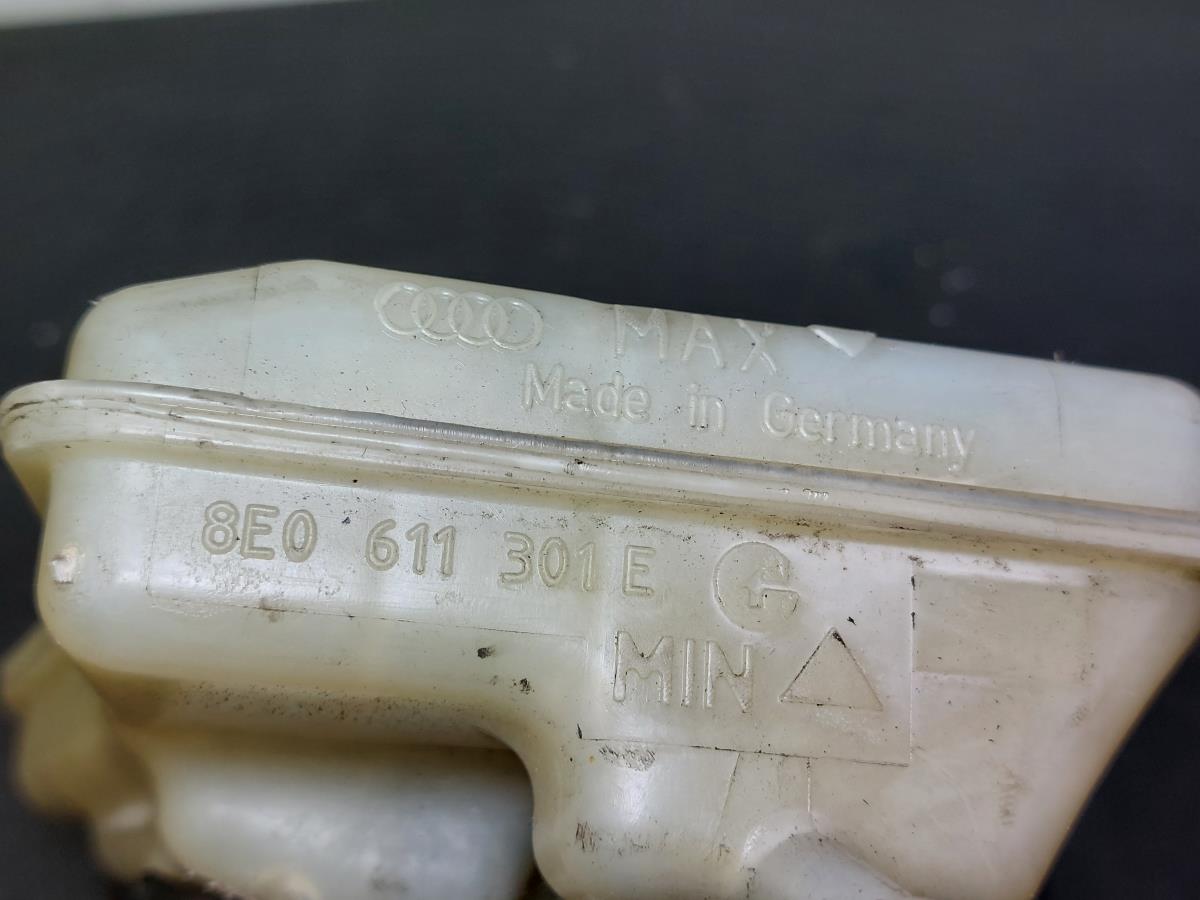 MAX
Made in Germany
8E0 611 301 E
MIN